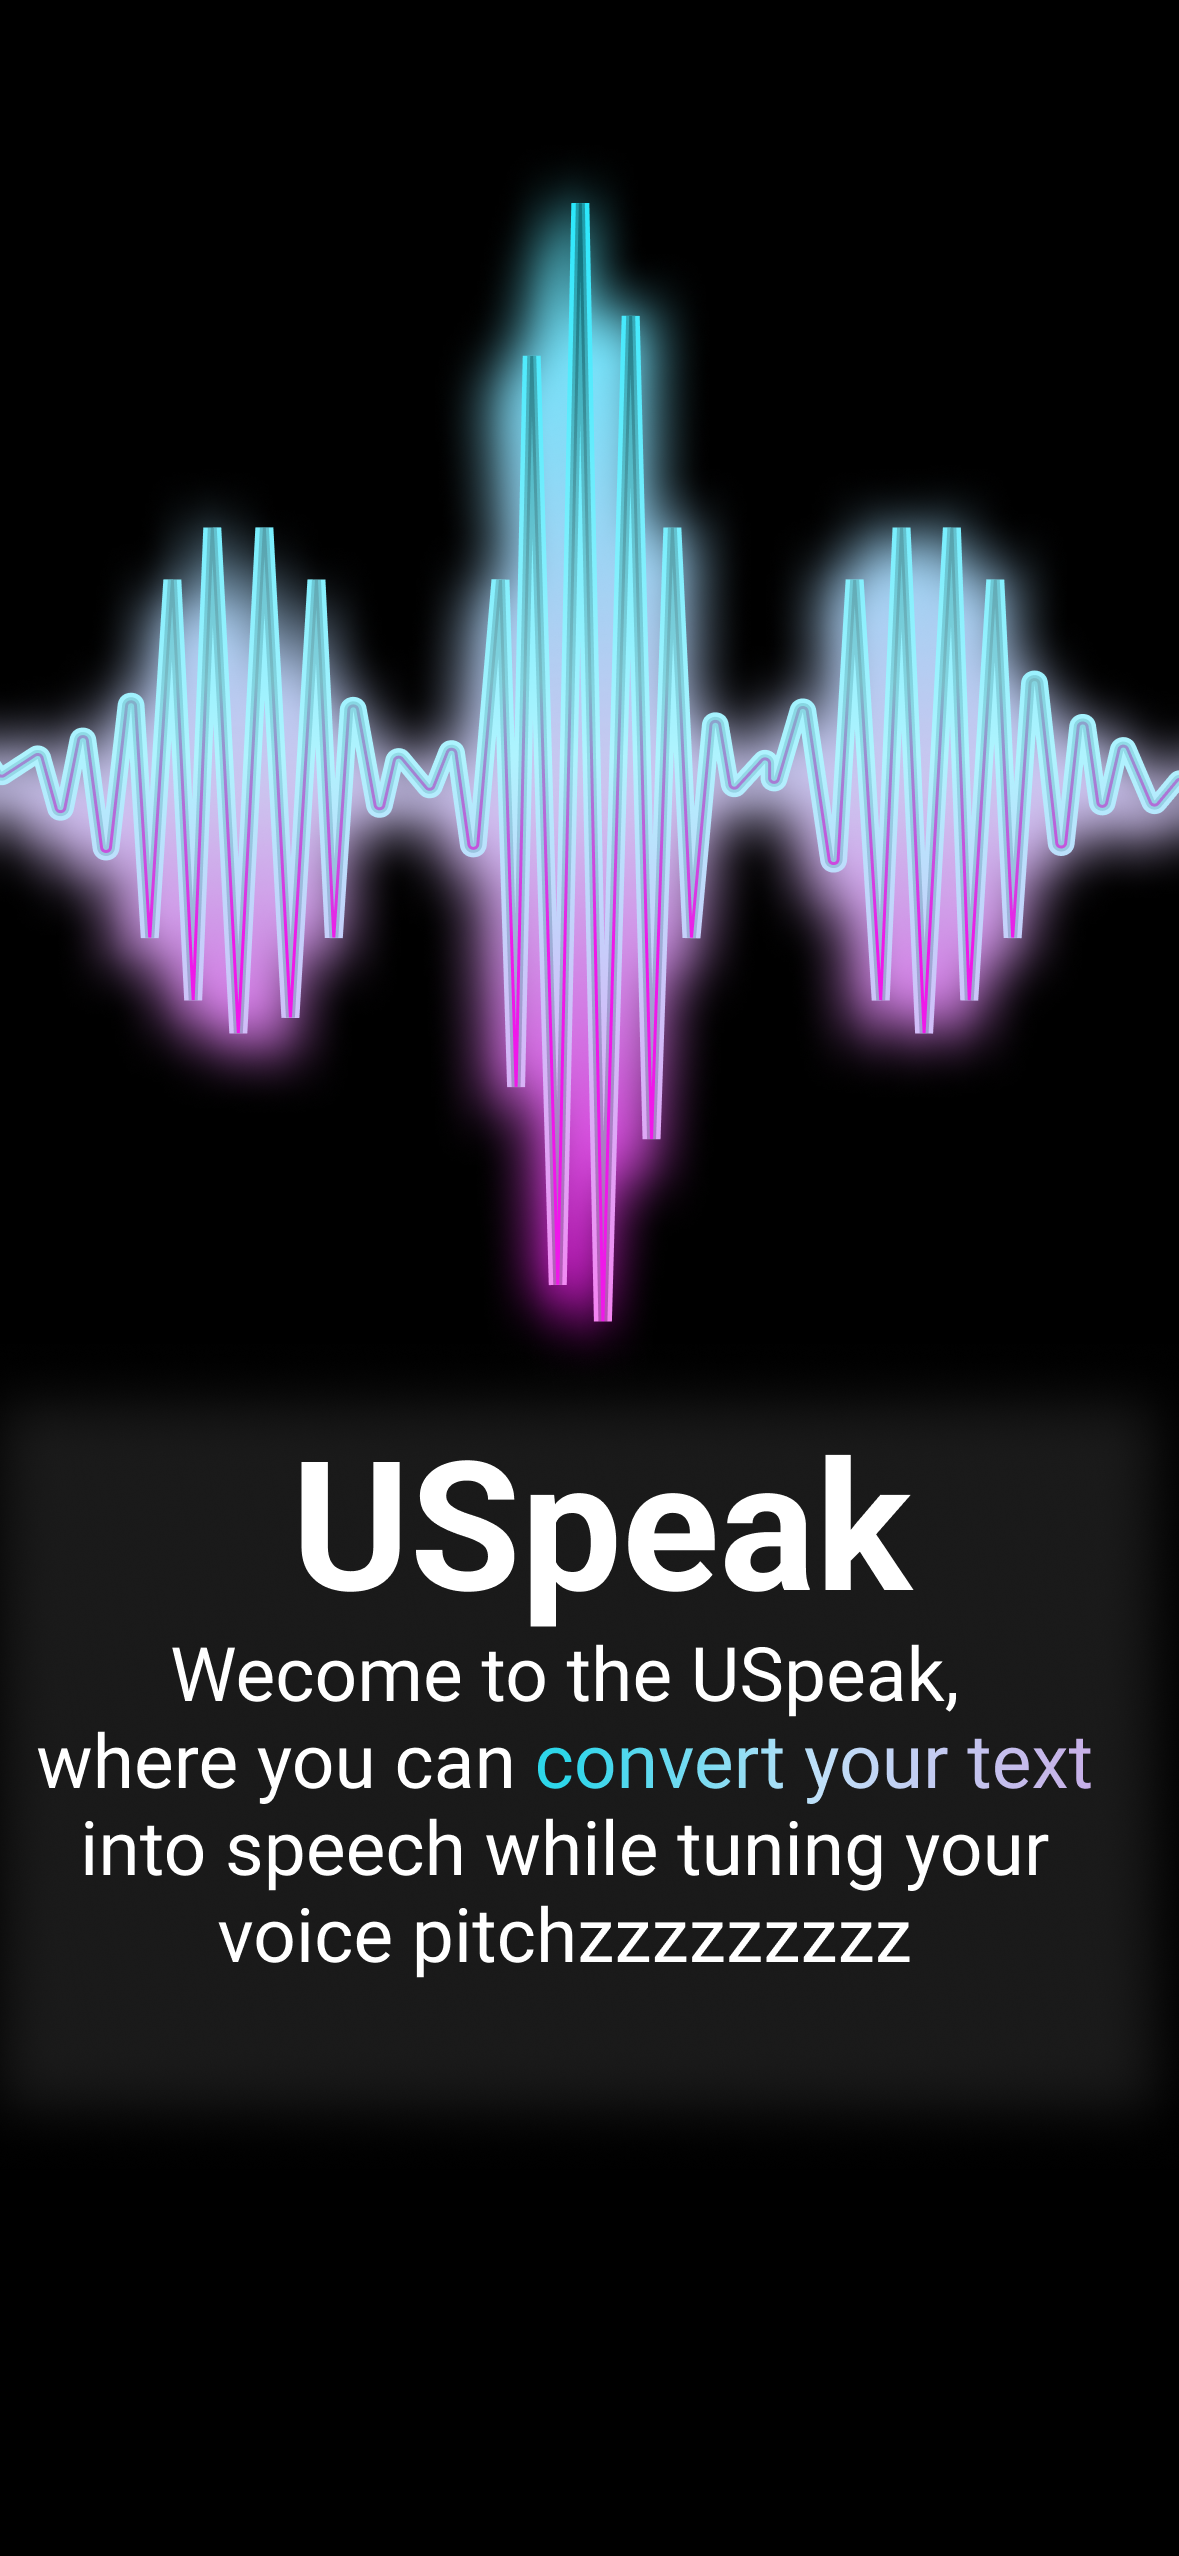 USpeak
Wecome to the USpeak,
where you can convert your text
into speech while tuning your
voice pitchzzzzzzzzz